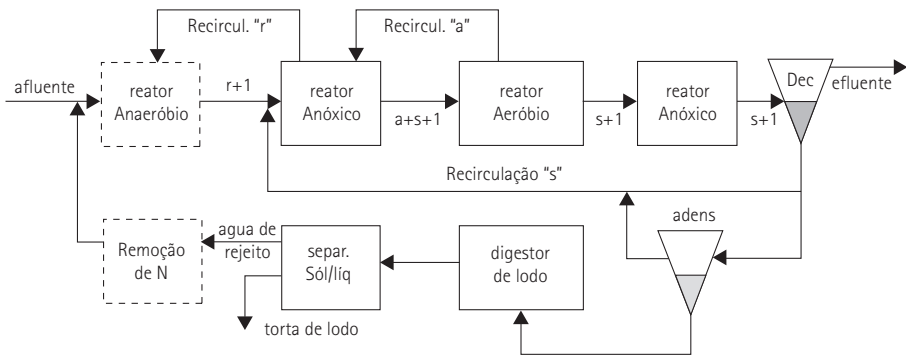 Recircul. "r"
Recircul. "a"
afluente
reator
Anaeróbio
r+1
reator
Anóxico
a+s+1
reator
Aeróbio
s+1
reator
Anóxico
s+1
Dec
efluente
Recirculação "s"
adens
Remoção
de N
agua de
rejeito
separ.
Sól/líq
digestor
de lodo
torta de lodo